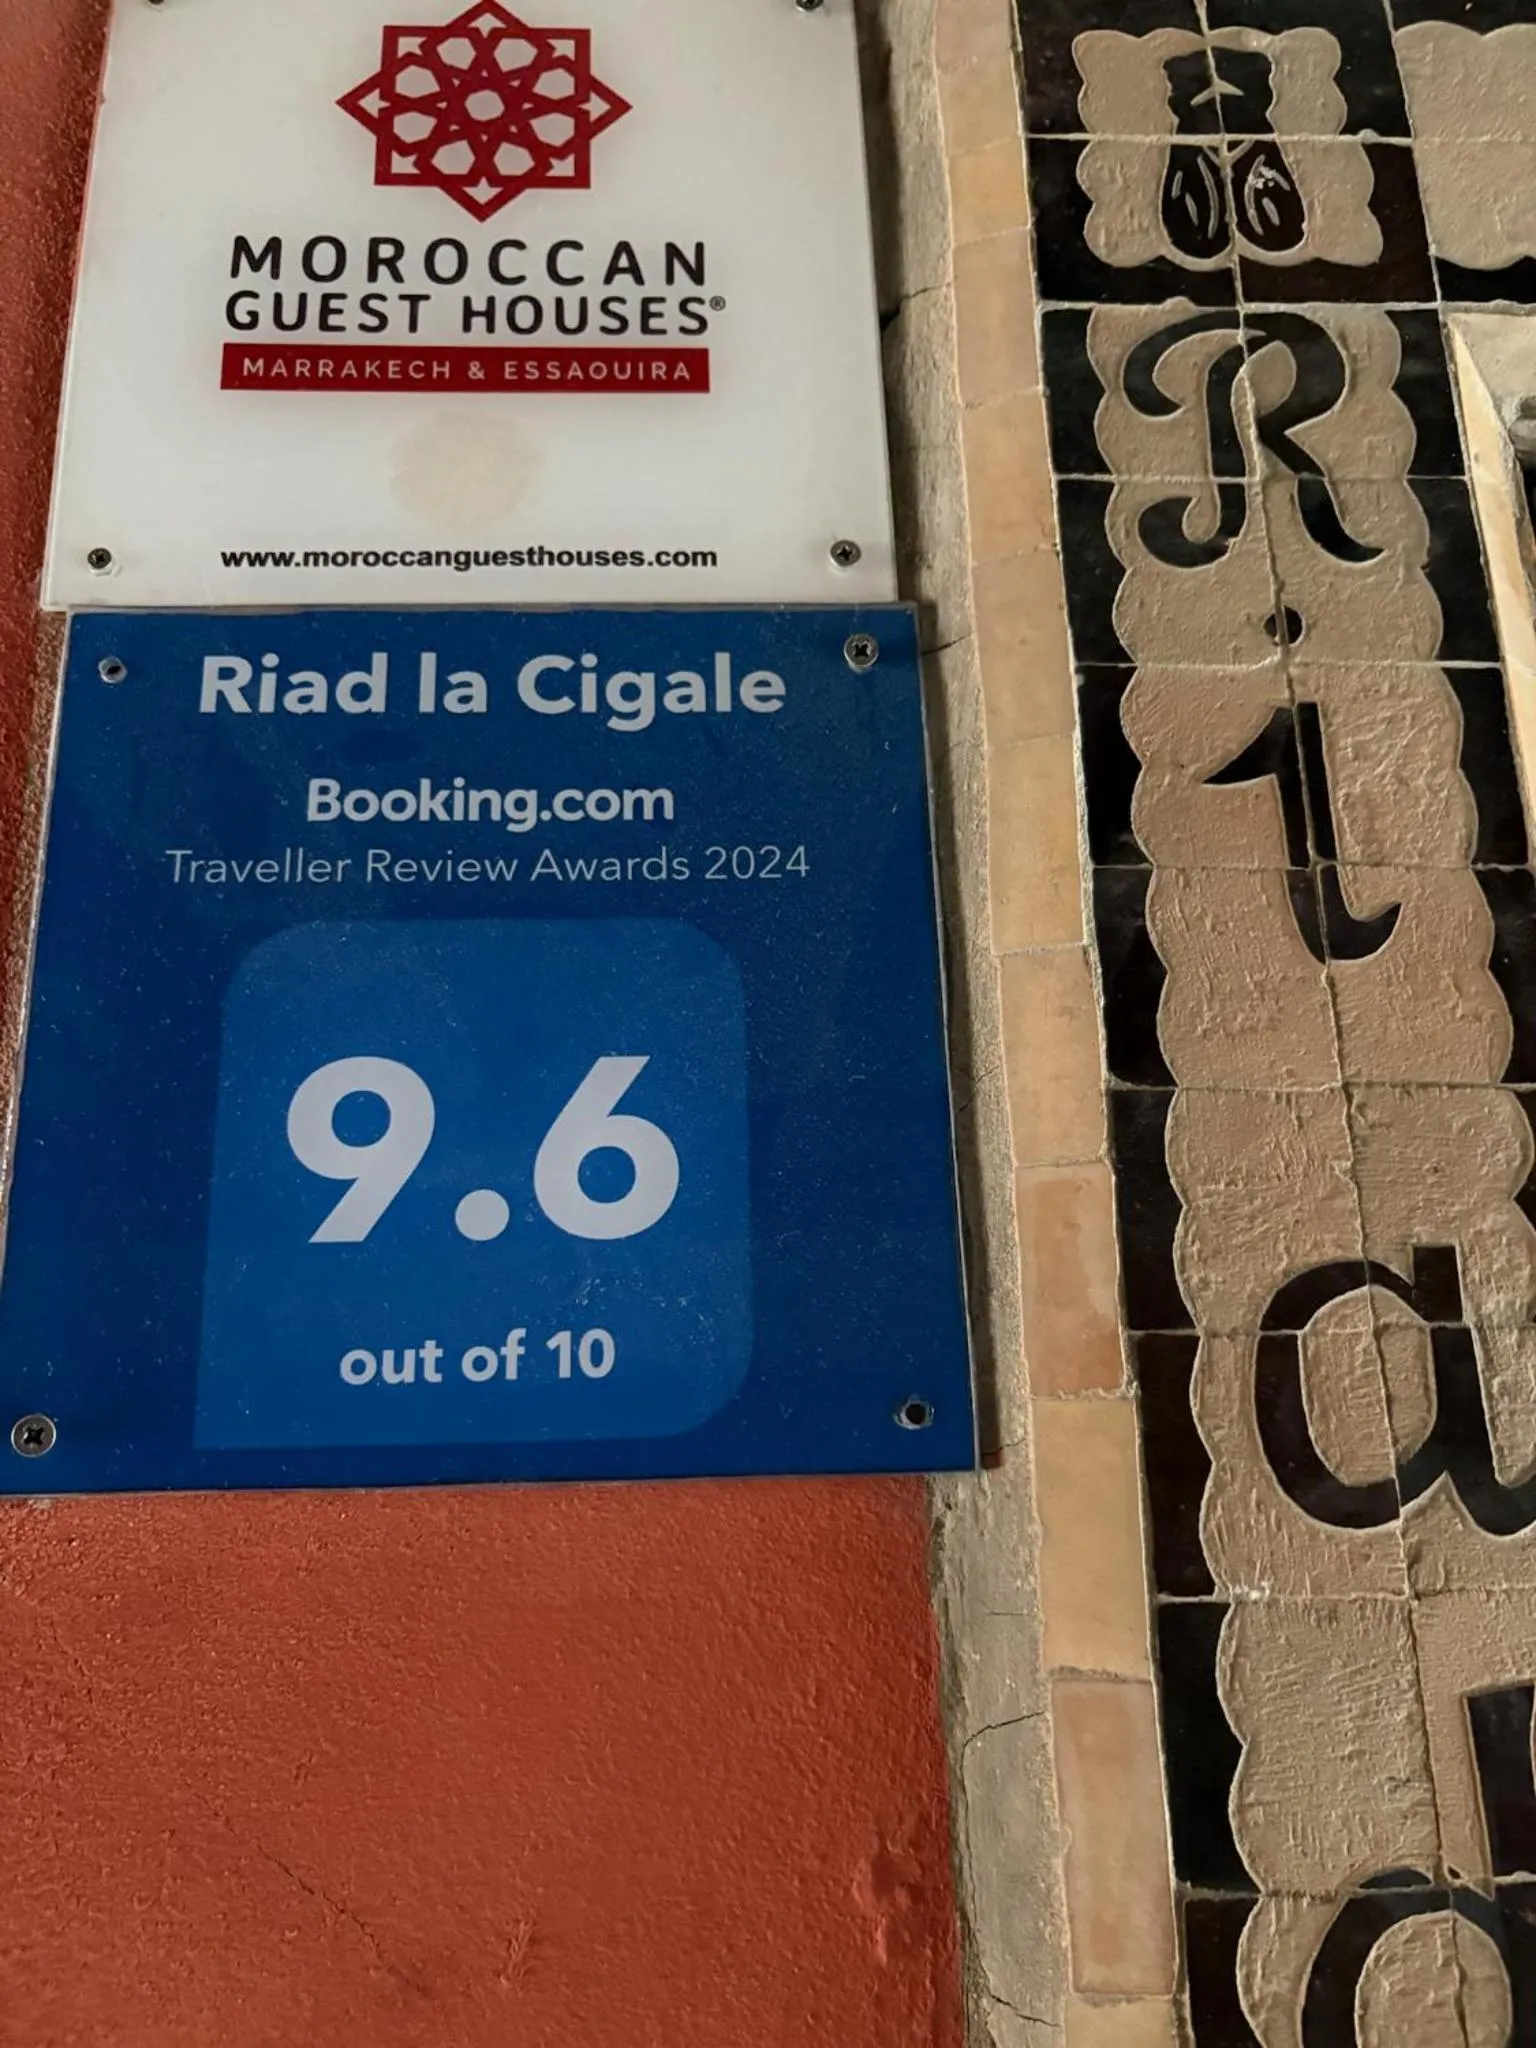 MOROCCAN
GUEST HOUSES®
MARRAKECH & ESSAOUIRA
www.moroccanguesthouses.com
Riad la Cigale
Booking.com
Traveller Review Awards 2024
9.6
out of 10
Riad